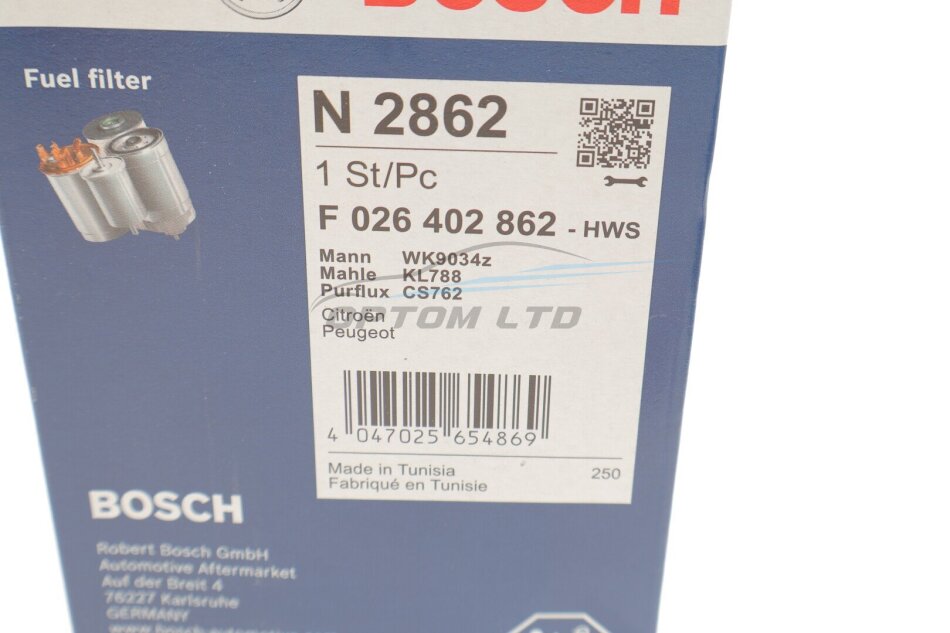 BOSCH
Fuel filter
N 2862
1 St/Pc
F 026 402 862 - HWS
Mann WK9034z
Mahle KL788
Purflux CS762
Citroën
Peugeot
OPTOM LTD
4 047025 654869
Made in Tunisia
Fabriqué en Tunisie
250
BOSCH
Robert Bosch GmbH
Automotive Aftermarket
Auf der Breit 4
76227 Karlsruhe
GERMANY